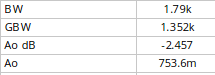 BW 1.79k
GBW 1.352k
Ao dB -2.457
Ao 753.6m